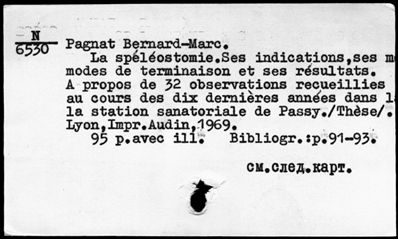 N
6530
Pagnat Bernard-Marc.
La spéléostomie.Ses indications,ses
modes de terminaison et ses résultats.
A propos de 32 observations recueillies
au cours des dix dernières années dans
la station sanatoriale de Passy./Thèse/.
Lyon,Impr.Audin,1969.
95 p.avec ill. Bibliogr.:p.91-93.
см.след.карт.